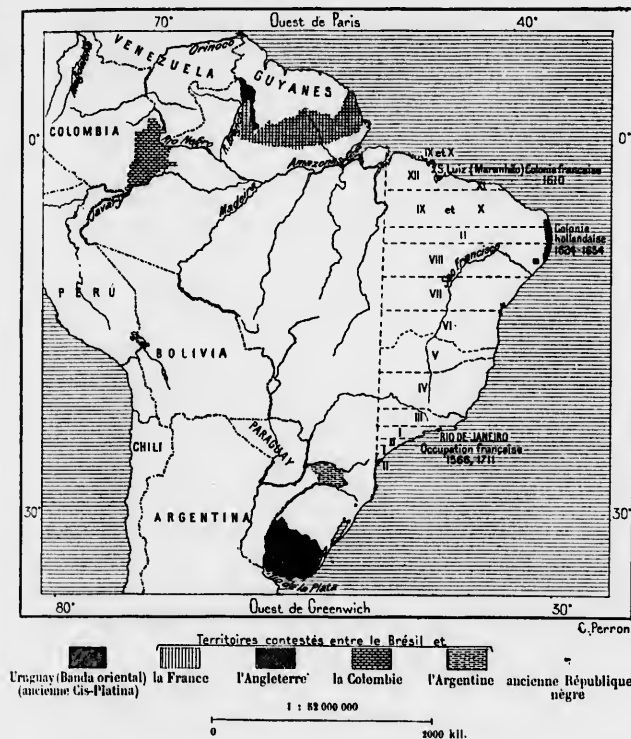 Ouest de Paris
70° 40°
VENEZUELA
Orinoco
GUYANES
COLOMBIA
Rio Negro
0° 0°
Amazones
IX et X
XII
S. Luiz (Maranhão) Colonie française
1610
XI
Javary
Madeira
IX et X
II
Colonie
hollandaise
1624-1654
VIII
San Francisco
PERÚ
VII
VI
BOLIVIA
V
IV
III
I
PARAGUAY
RIO-DE-JANEIRO
Occupation française
1566, 1711
II
CHILI
30° ARGENTINA 30°
Rio de la Plata
80° Ouest de Greenwich 30°
C. Perron
Territoires contestés entre le Brésil et
Uruguay (Banda oriental) la France l'Angleterre la Colombie l'Argentine ancienne République
(ancienne Cis-Platina) nègre
1 : 52 000 000
0 2000 kil.